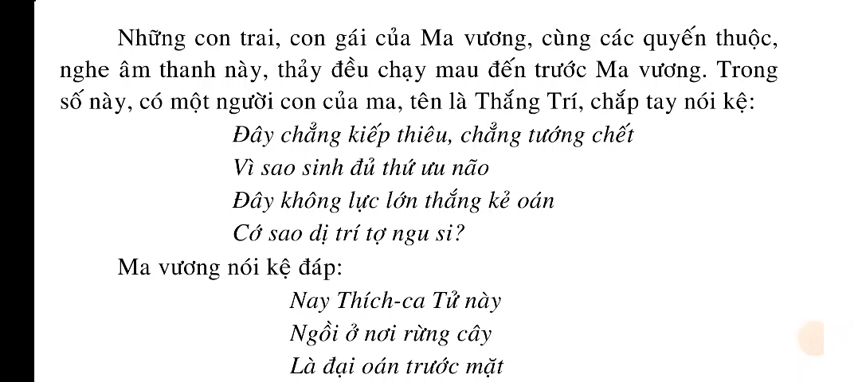 Những con trai, con gái của Ma vương, cùng các quyến thuộc,
nghe âm thanh này, thảy đều chạy mau đến trước Ma vương. Trong
số này, có một người con của ma, tên là Thắng Trí, chắp tay nói kệ:
Đây chẳng kiếp thiêu, chẳng tướng chết
Vì sao sinh đủ thứ ưu não
Đây không lực lớn thắng kẻ oán
Cớ sao dị trí tợ ngu si?
Ma vương nói kệ đáp:
Nay Thích-ca Tử này
Ngồi ở nơi rừng cây
Là đại oán trước mặt